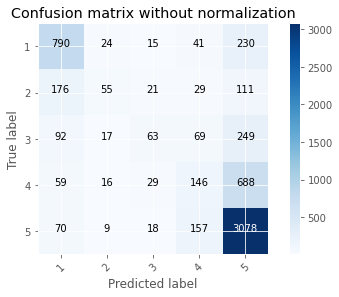 Confusion matrix without normalization
True label
1 790 24 15 41 230
2 176 55 21 29 111
3 92 17 63 69 249
4 59 16 29 146 688
5 70 9 18 157 3078
1 2 3 4 5
Predicted label
3000
2500
2000
1500
1000
500